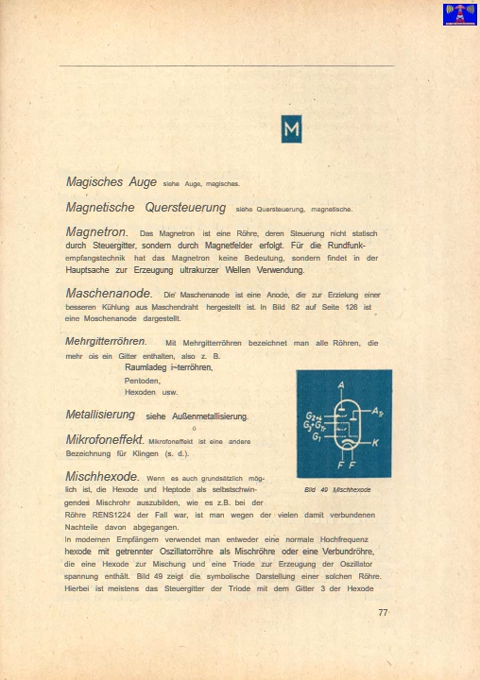 M
Magisches Auge siehe Auge, magisches.
Magnetische Quersteuerung siehe Quersteuerung, magnetische.
Magnetron. Das Magnetron ist eine Röhre, deren Steuerung nicht statisch
durch Steuergitter, sondern durch Magnetfelder erfolgt. Für die Rundfunk-
empfangstechnik hat das Magnetron keine Bedeutung, sondern findet in der
Hauptsache zur Erzeugung ultrakurzer Wellen Verwendung.
Maschenanode. Die Maschenanode ist eine Anode, die zur Erzielung einer
besseren Kühlung aus Maschendraht hergestellt ist. In Bild 82 auf Seite 126 ist
eine Moschenanode dargestellt.
Mehrgitterröhren. Mit Mehrgitterröhren bezeichnet man alle Röhren, die
mehr ois ein Gitter enthalten, also z. B.
Raumladeg i~terröhren,
Pentoden,
Hexoden usw.
Metallisierung siehe Außenmetallisierung.
Mikrofoneffekt. Mikrofoneffekt ist eine andere
Bezeichnung für Klingen (s. d.).
A
G2+4
G3+GTr
G1
ATr
K
F F
Bild 49 Mischhexode
Mischhexode. Wenn es auch grundsätzlich mög-
lich ist, die Hexode und Heptode als selbstschwin-
gendes Mischrohr auszubilden, wie es z.B. bei der
Röhre RENS1224 der Fall war, ist man wegen der vielen damit verbundenen
Nachteile davon abgegangen.
In modernen Empfängern verwendet man entweder eine normale Hochfrequenz
hexode mit getrennter Oszillatorröhre als Mischröhre oder eine Verbundröhre,
die eine Hexode zur Mischung und eine Triode zur Erzeugung der Oszillator
spannung enthält. Bild 49 zeigt die symbolische Darstellung einer solchen Röhre.
Hierbei ist meistens das Steuergitter der Triode mit dem Gitter 3 der Hexode
77